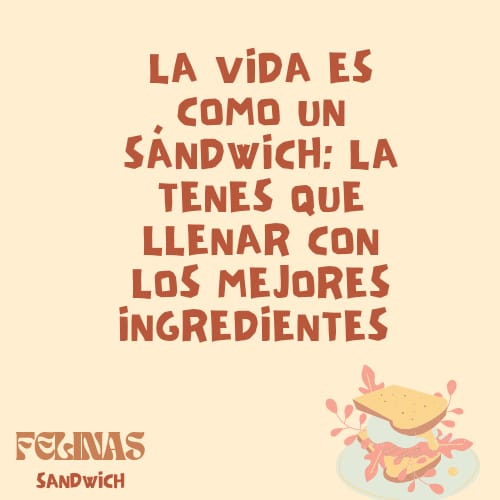 LA VIDA ES
COMO UN
SÁNDWICH: LA
TENES QUE
LLENAR CON
LOS MEJORES
INGREDIENTES
FELINAS
SANDWICH